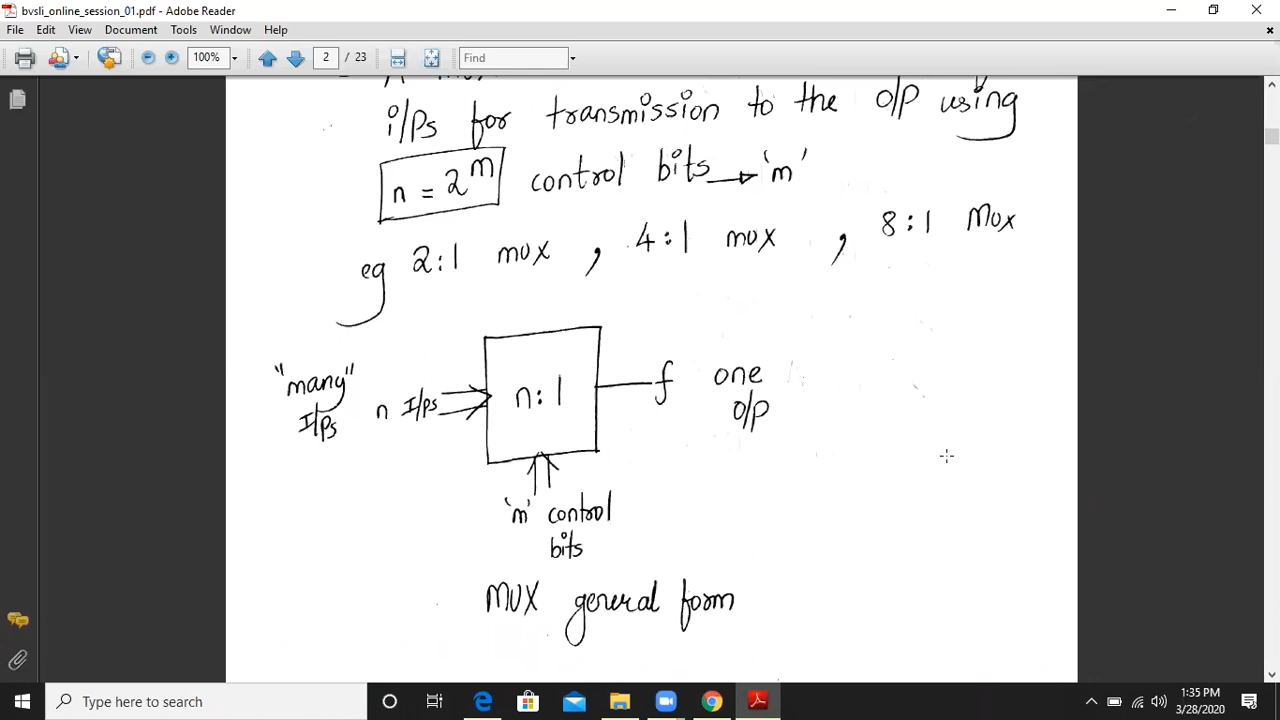 bvsli_online_session_01.pdf - Adobe Reader
File Edit View Document Tools Window Help
2 / 23 100% Find
i/Ps for transmission to the O/P using
n = 2^m control bits → 'm'
eg 2:1 mux , 4:1 mux , 8:1 Mux
"many"
I/Ps
n I/Ps
n:1
f one
O/P
'm' control
bits
MUX general form
Type here to search
1:35 PM
3/28/2020